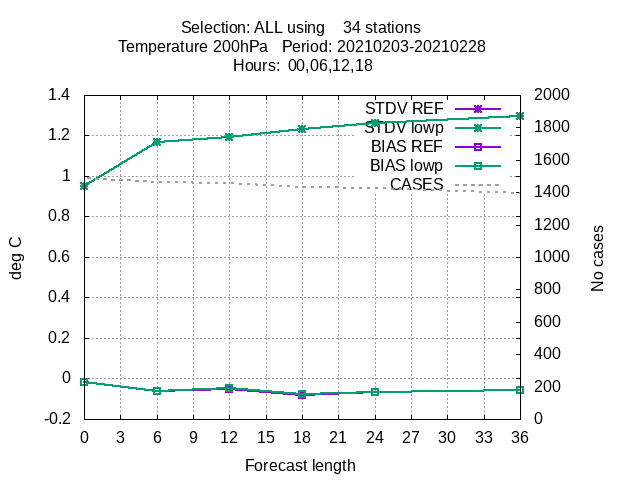 Selection: ALL using    34 stations
Temperature 200hPa   Period: 20210203-20210228
Hours:  00,06,12,18
1.4
1.2
1
0.8
0.6
0.4
0.2
0
-0.2
deg C
STDV REF
STDV lowp
BIAS REF
BIAS lowp
CASES
2000
1800
1600
1400
1200
1000
800
600
400
200
0
No cases
0 3 6 9 12 15 18 21 24 27 30 33 36
Forecast length